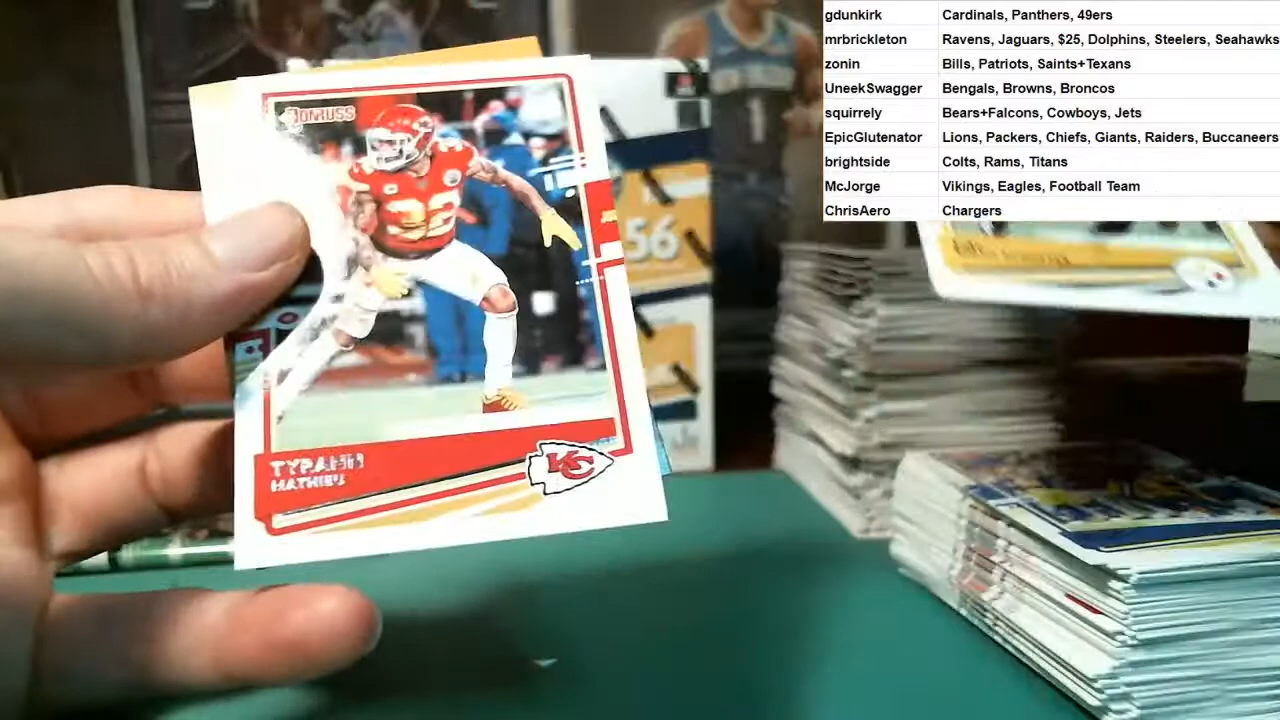 gdunkirk Cardinals, Panthers, 49ers
mrbrickleton Ravens, Jaguars, $25, Dolphins, Steelers, Seahawks
zonin Bills, Patriots, Saints+Texans
UneekSwagger Bengals, Browns, Broncos
squirrely Bears+Falcons, Cowboys, Jets
EpicGlutenator Lions, Packers, Chiefs, Giants, Raiders, Buccaneers
brightside Colts, Rams, Titans
McJorge Vikings, Eagles, Football Team
ChrisAero Chargers
DONRUSS
32
TYRANN
MATHIEU
KC
56
1